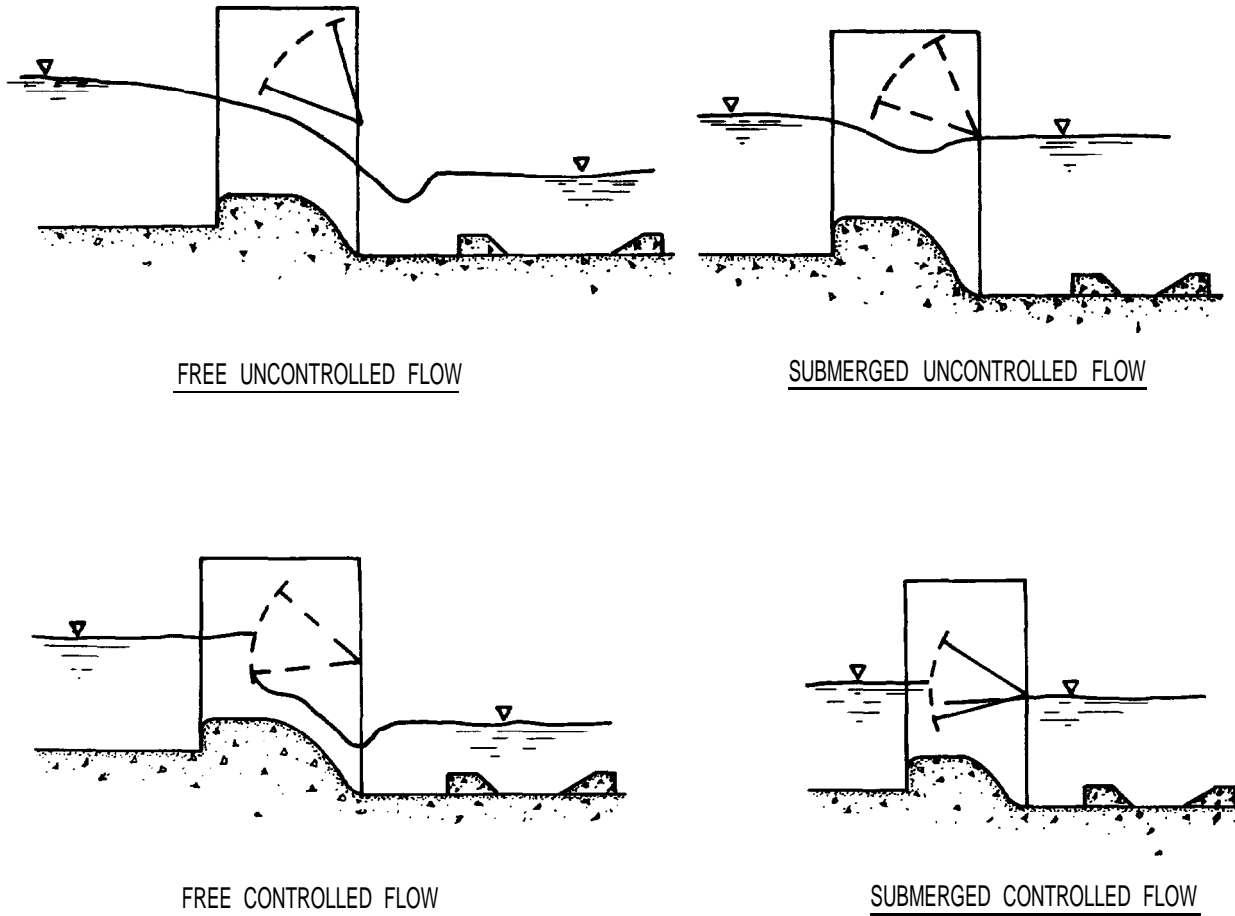 FREE UNCONTROLLED FLOW
SUBMERGED UNCONTROLLED FLOW
FREE CONTROLLED FLOW
SUBMERGED CONTROLLED FLOW